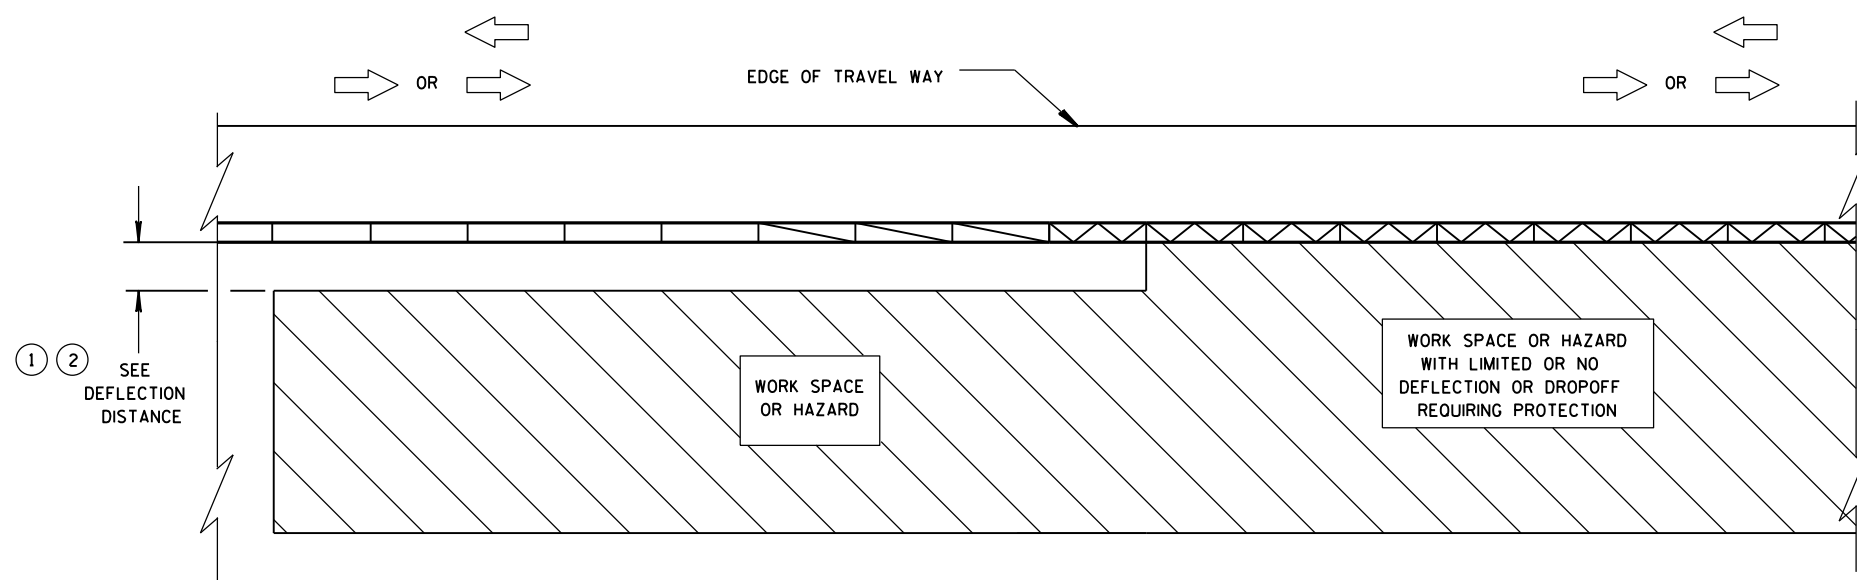 OR
OR
EDGE OF TRAVEL WAY
1 2
SEE
DEFLECTION
DISTANCE
WORK SPACE
OR HAZARD
WORK SPACE OR HAZARD
WITH LIMITED OR NO
DEFLECTION OR DROPOFF
REQUIRING PROTECTION